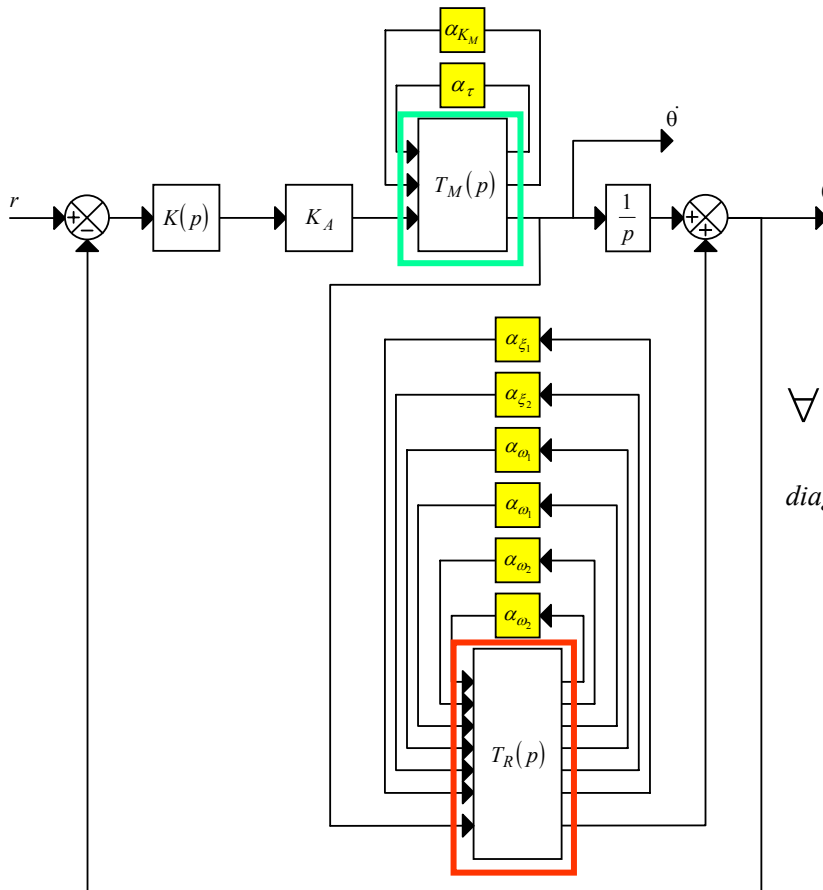 α_{K_M}
α_τ
θ̇
T_M(p)
r
+
−
K(p)
K_A
1/p
+
+
α_{ξ_1}
α_{ξ_2}
∀
α_{ω_1}
diag
α_{ω_1}
α_{ω_2}
α_{ω_2}
T_R(p)